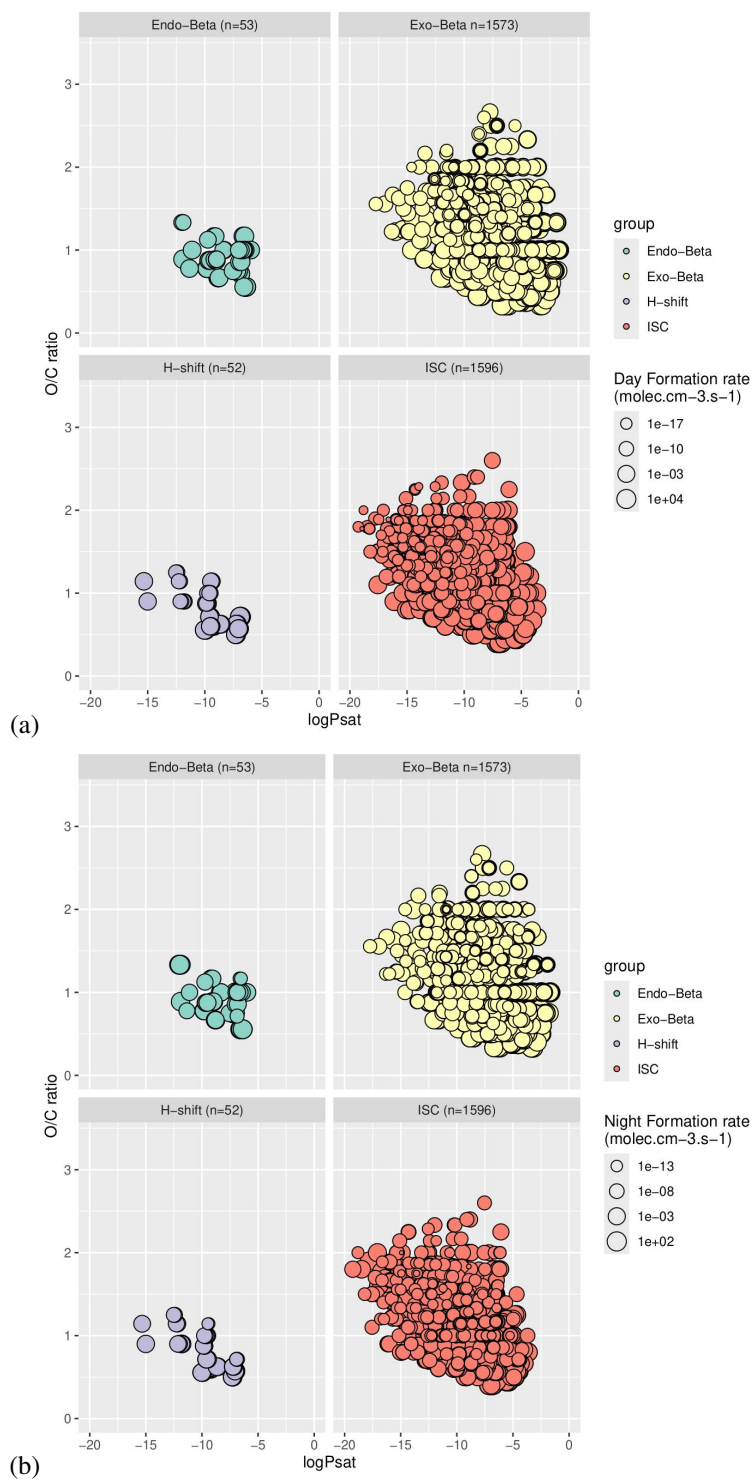 Endo−Beta (n=53)
Exo−Beta n=1573)
3
2
1
0
O/C ratio
H−shift (n=52)
ISC (n=1596)
3
2
1
0
−20
−15
−10
−5
0
−20
−15
−10
−5
0
logPsat
group
Endo−Beta
Exo−Beta
H−shift
ISC
Day Formation rate
(molec.cm−3.s−1)
1e−17
1e−10
1e−03
1e+04
(a)
Endo−Beta (n=53)
Exo−Beta n=1573)
3
2
1
0
O/C ratio
H−shift (n=52)
ISC (n=1596)
3
2
1
0
−20
−15
−10
−5
0
−20
−15
−10
−5
0
logPsat
group
Endo−Beta
Exo−Beta
H−shift
ISC
Night Formation rate
(molec.cm−3.s−1)
1e−13
1e−08
1e−03
1e+02
(b)